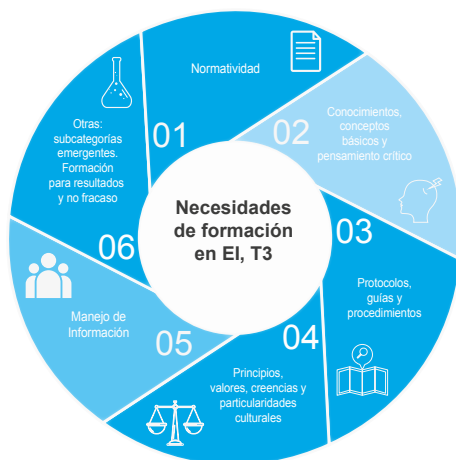 Necesidades
de formación
en EI, T3
01
Normatividad
02
Conocimientos,
conceptos
básicos y
pensamiento crítico
03
Protocolos,
guías y
procedimientos
04
Principios,
valores, creencias y
particularidades
culturales
05
Manejo de
Información
06
Otras:
subcategorías
emergentes.
Formación
para resultados
y no fracaso